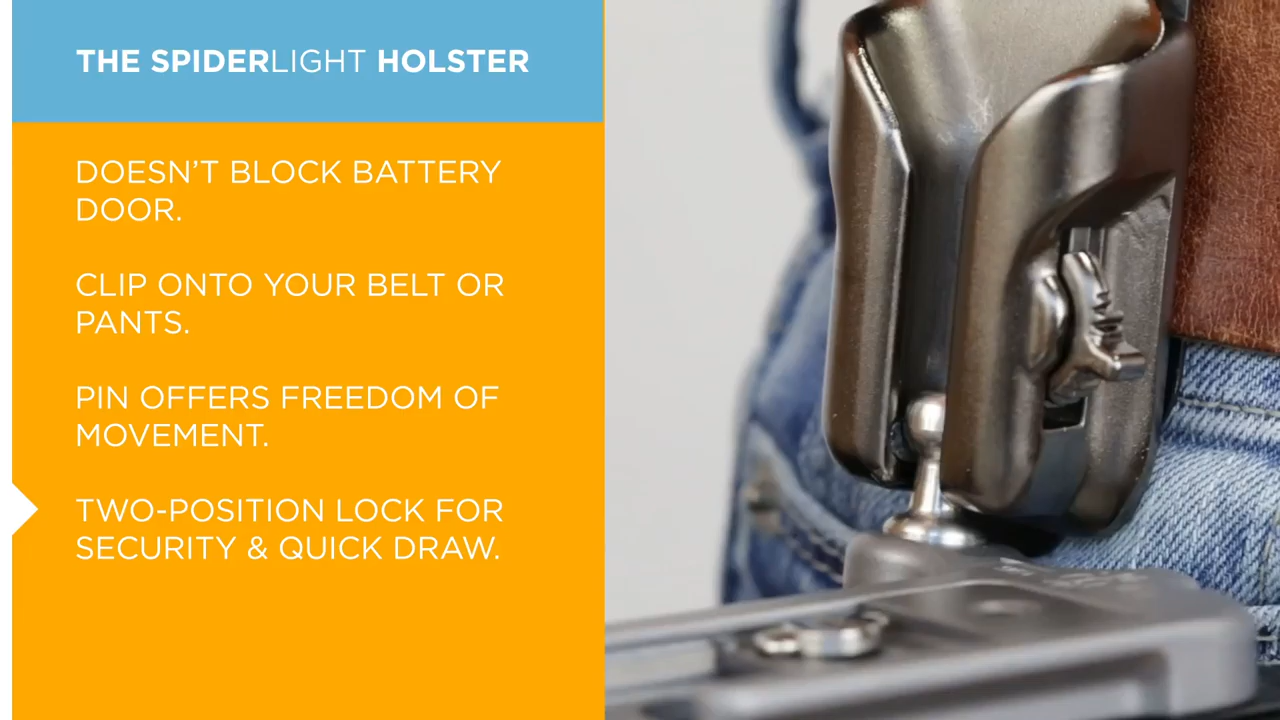 THE SPIDERLIGHT HOLSTER
DOESN’T BLOCK BATTERY
DOOR.
CLIP ONTO YOUR BELT OR
PANTS.
PIN OFFERS FREEDOM OF
MOVEMENT.
TWO-POSITION LOCK FOR
SECURITY & QUICK DRAW.